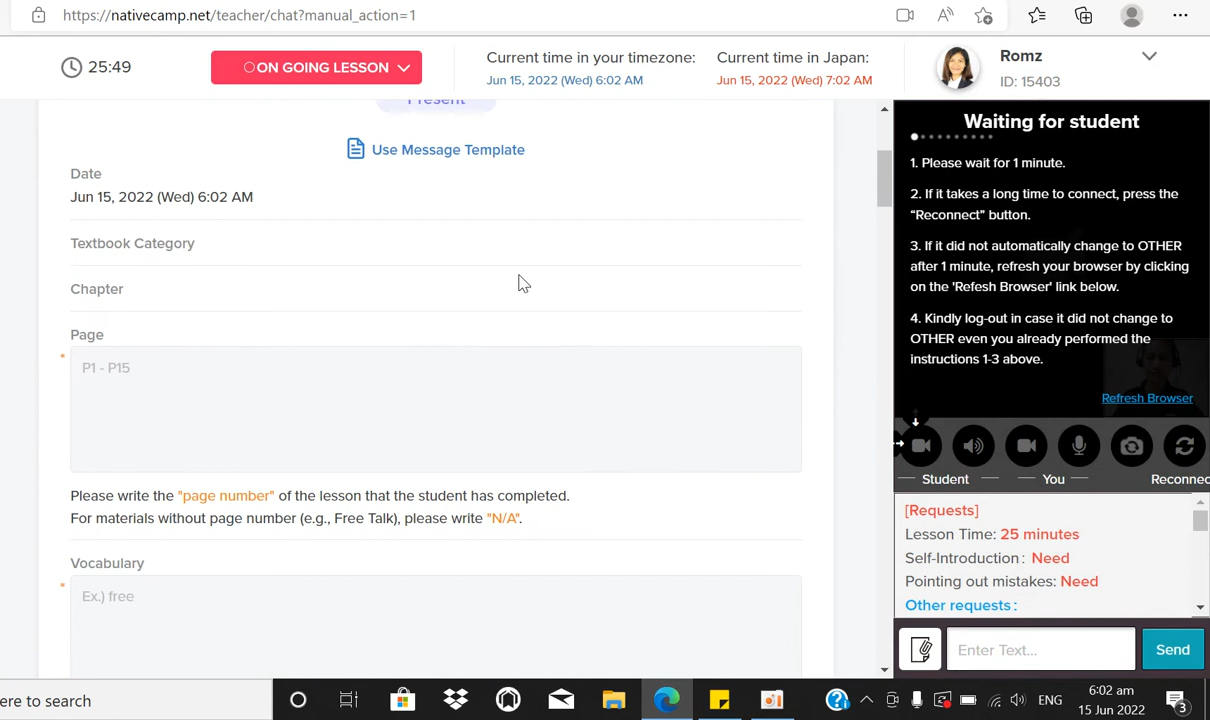 https://nativecamp.net/teacher/chat?manual_action=1
25:49
ON GOING LESSON
Current time in your timezone:
Jun 15, 2022 (Wed) 6:02 AM
Current time in Japan:
Jun 15, 2022 (Wed) 7:02 AM
Romz
ID: 15403
Present
Use Message Template
Date
Jun 15, 2022 (Wed) 6:02 AM
Textbook Category
Chapter
Page
* P1 - P15
Please write the "page number" of the lesson that the student has completed.
For materials without page number (e.g., Free Talk), please write "N/A".
Vocabulary
* Ex.) free
Waiting for student
1. Please wait for 1 minute.
2. If it takes a long time to connect, press the
“Reconnect” button.
3. If it did not automatically change to OTHER
after 1 minute, refresh your browser by clicking
on the 'Refesh Browser' link below.
4. Kindly log-out in case it did not change to
OTHER even you already performed the
instructions 1-3 above.
Refresh Browser
Student
You
Reconnec
[Requests]
Lesson Time: 25 minutes
Self-Introduction : Need
Pointing out mistakes: Need
Other requests :
Enter Text...
Send
ere to search
ENG
6:02 am
15 Jun 2022
3